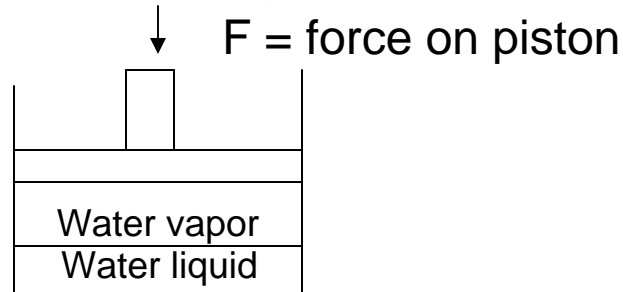 F = force on piston
Water vapor
Water liquid